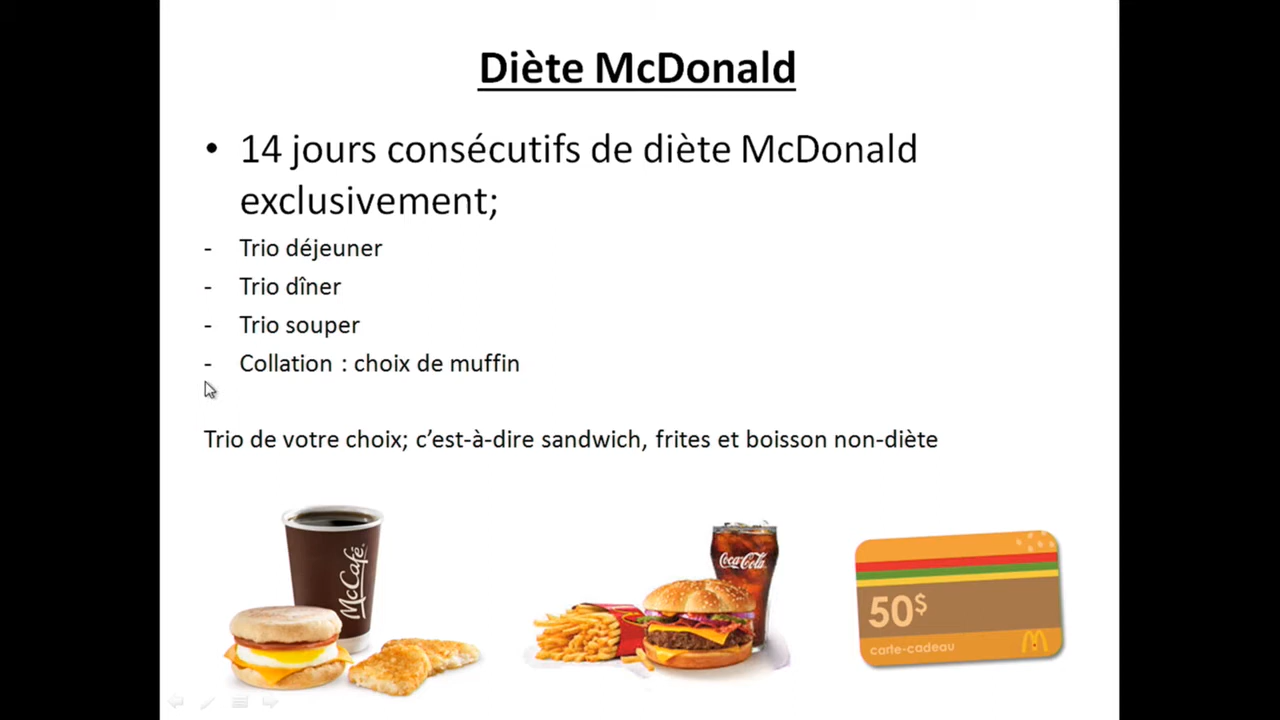 Diète McDonald
• 14 jours consécutifs de diète McDonald
exclusivement;
- Trio déjeuner
- Trio dîner
- Trio souper
- Collation : choix de muffin
Trio de votre choix; c’est-à-dire sandwich, frites et boisson non-diète
McCafé
Coca-Cola
50$
carte-cadeau